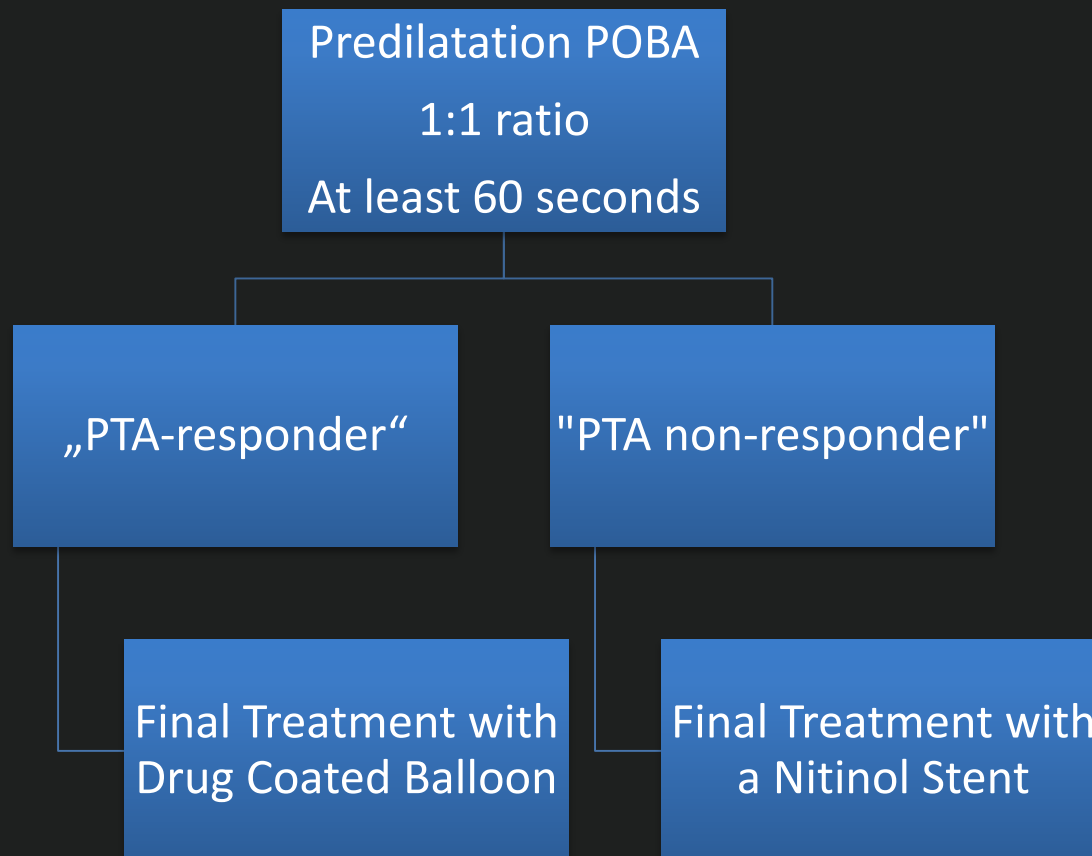 Predilatation POBA
1:1 ratio
At least 60 seconds
„PTA-responder“
"PTA non-responder"
Final Treatment with
Drug Coated Balloon
Final Treatment with
a Nitinol Stent